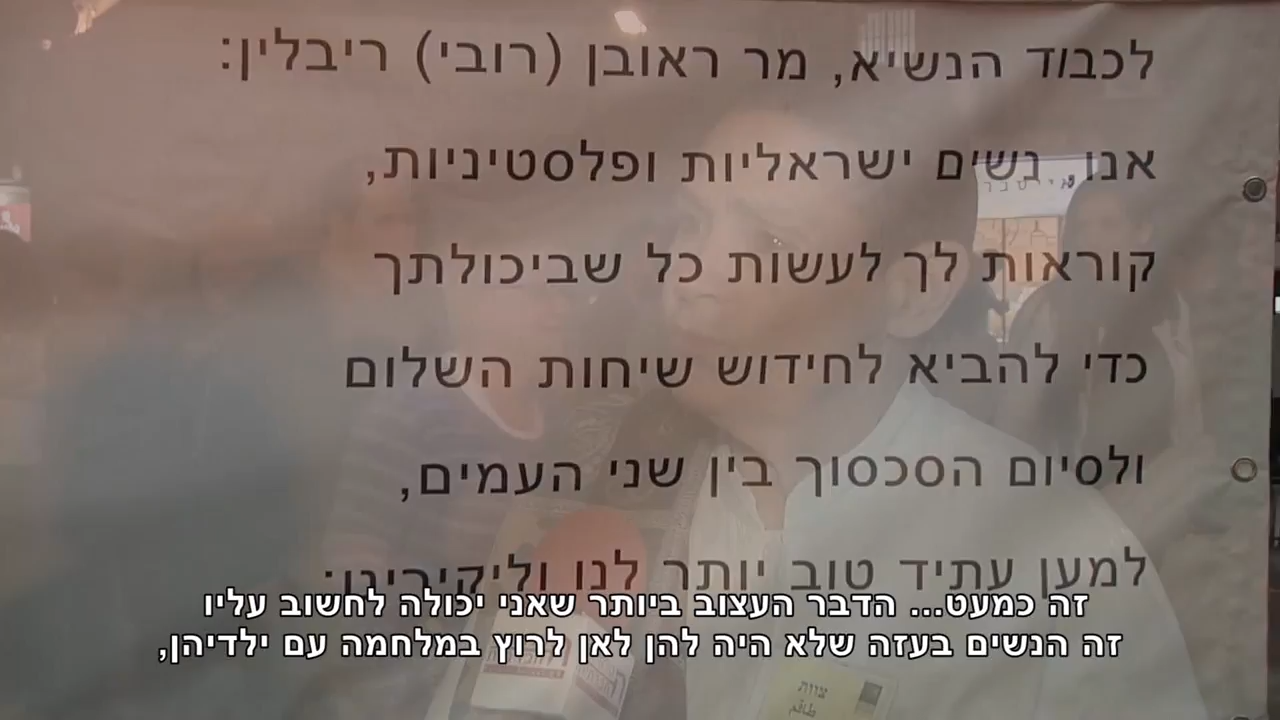 לכבוד הנשיא, מר ראובן (רובי) ריבלין:
אנו נשים ישראליות ופלסטיניות,
קוראות לך לעשות כל שביכולתך
כדי להביא לחידוש שיחות השלום
ולסיום הסכסוך בין שני העמים,
למען עתיד טוב יותר לנו וליקירינו:
זה כמעט... הדבר העצוב ביותר שאני יכולה לחשוב עליו
זה הנשים בעזה שלא היה להן לאן לרוץ במלחמה עם ילדיהן,
צוות
طاقم